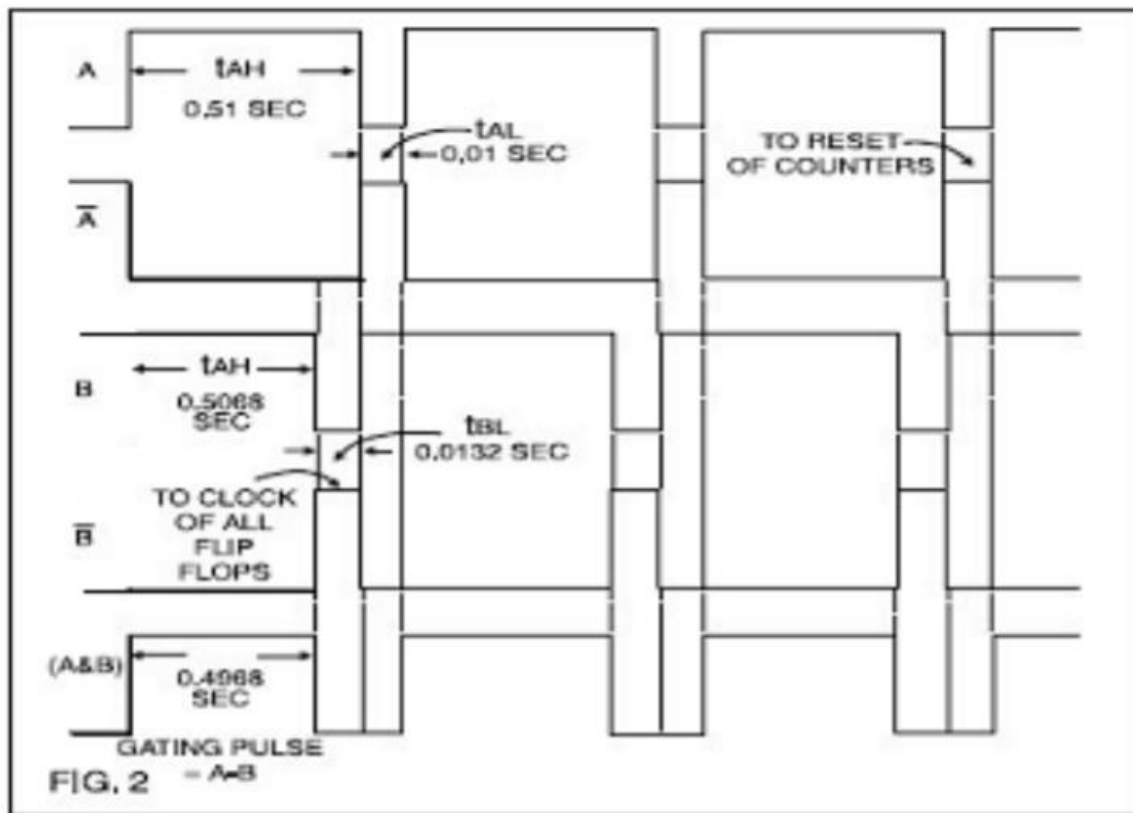 A
tAH
0,51 SEC
tAL
0,01 SEC
TO RESET
OF COUNTERS
A̅
B
tAH
0.5068
SEC
tBL
0,0132 SEC
TO CLOCK
OF ALL
FLIP
FLOPS
B̅
(A&B)
0.4968
SEC
GATING PULSE
= A=B
FIG. 2